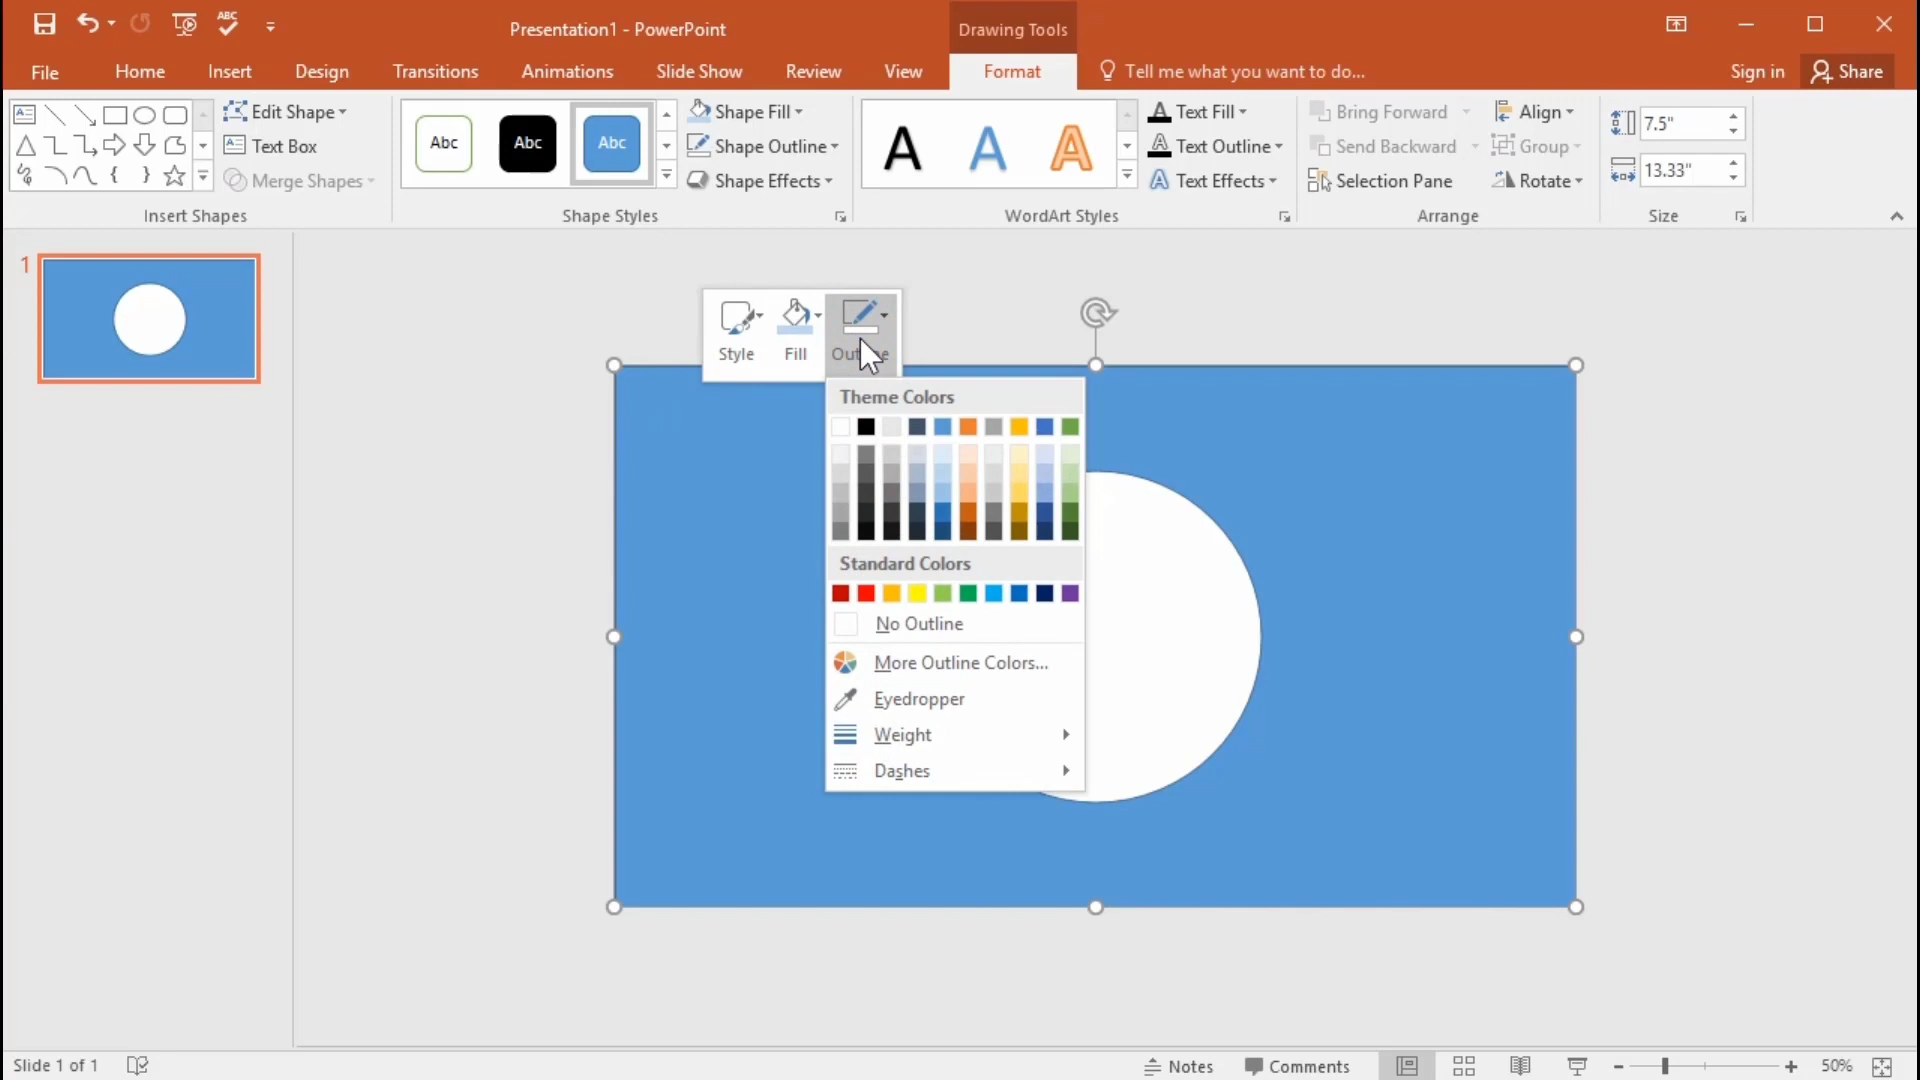 ABC
Presentation1 - PowerPoint
Drawing Tools
File Home Insert Design Transitions Animations Slide Show Review View Format Tell me what you want to do... Sign in Share
Edit Shape
Text Box
Merge Shapes
Insert Shapes
Abc Abc Abc
Shape Fill
Shape Outline
Shape Effects
Shape Styles
A A A
Text Fill
Text Outline
Text Effects
WordArt Styles
Bring Forward
Send Backward
Selection Pane
Align
Group
Rotate
Arrange
7.5"
13.33"
Size
1
Style Fill
Theme Colors
Standard Colors
No Outline
More Outline Colors...
Eyedropper
Weight
Dashes
Slide 1 of 1 Notes Comments 50%